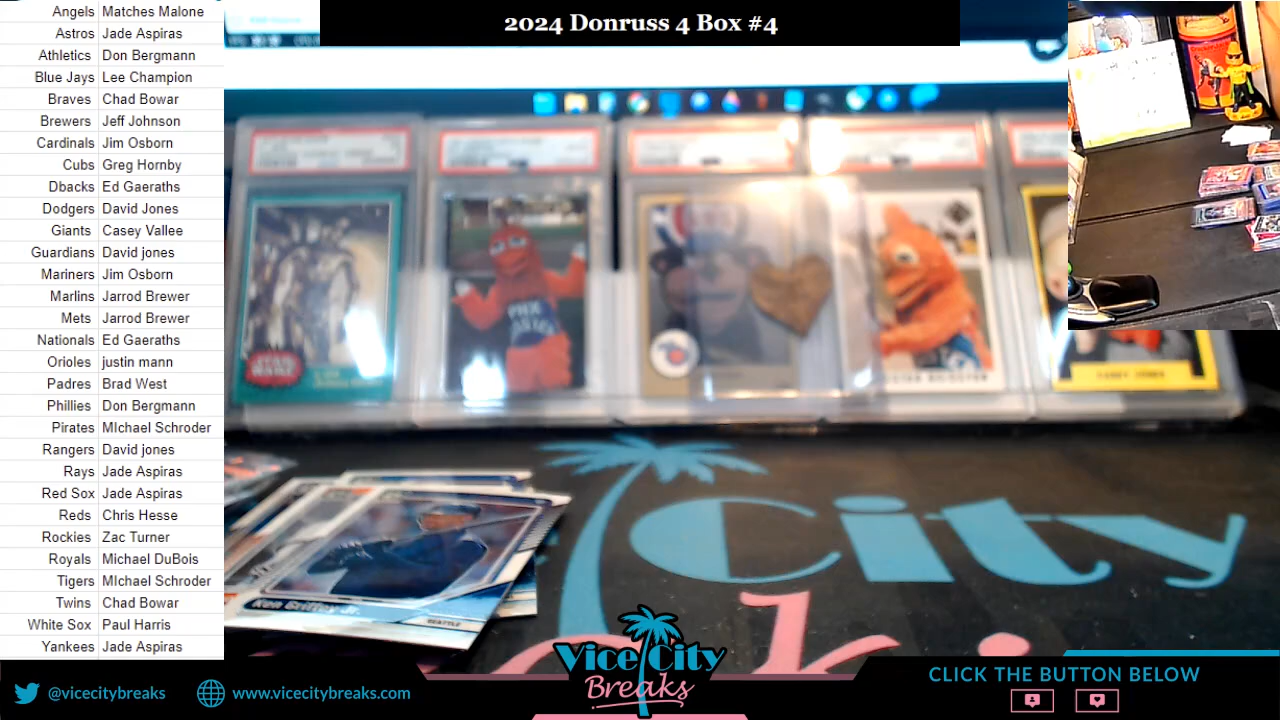 2024 Donruss 4 Box #4
Angels Matches Malone
Astros Jade Aspiras
Athletics Don Bergmann
Blue Jays Lee Champion
Braves Chad Bowar
Brewers Jeff Johnson
Cardinals Jim Osborn
Cubs Greg Hornby
Dbacks Ed Gaeraths
Dodgers David Jones
Giants Casey Vallee
Guardians David jones
Mariners Jim Osborn
Marlins Jarrod Brewer
Mets Jarrod Brewer
Nationals Ed Gaeraths
Orioles justin mann
Padres Brad West
Phillies Don Bergmann
Pirates MIchael Schroder
Rangers David jones
Rays Jade Aspiras
Red Sox Jade Aspiras
Reds Chris Hesse
Rockies Zac Turner
Royals Michael DuBois
Tigers MIchael Schroder
Twins Chad Bowar
White Sox Paul Harris
Yankees Jade Aspiras
STAR
WARS
Ken Griffey Jr.
SEATTLE
City
Vice City
Breaks
@vicecitybreaks
www.vicecitybreaks.com
CLICK THE BUTTON BELOW